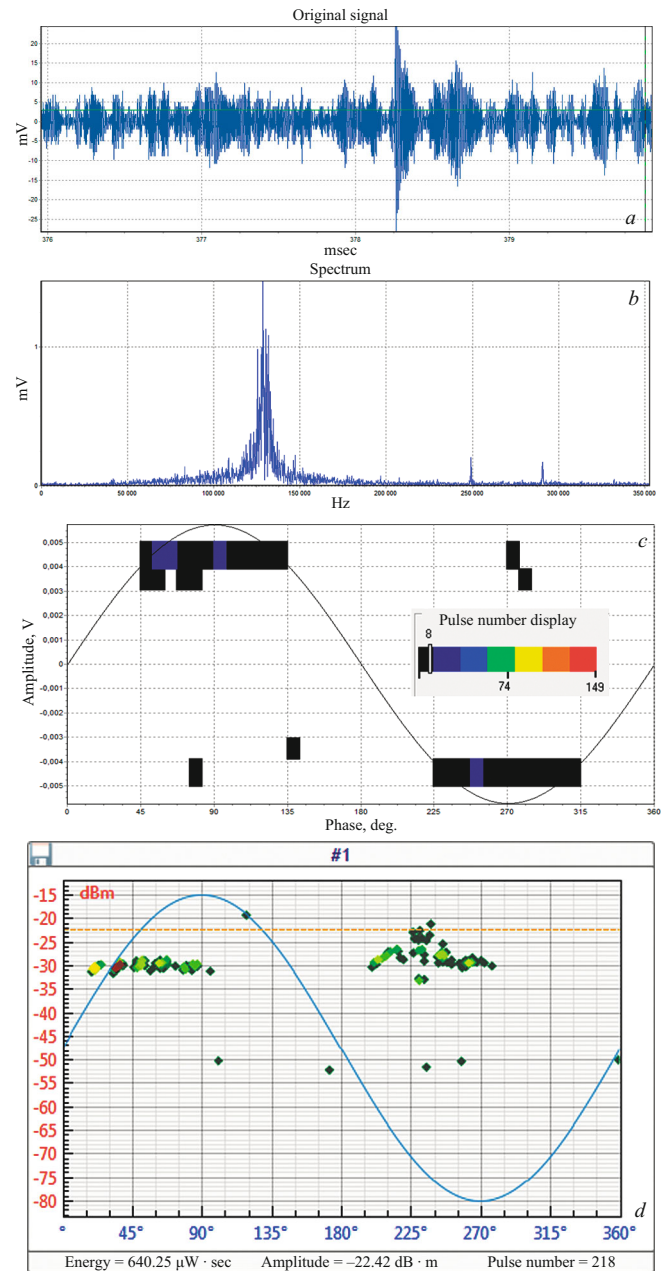 Original signal
20
15
10
5
0
-5
-10
-15
-20
-25
mV
376 377 378 379
msec
a
Spectrum
b
1
0
mV
0 50 000 100 000 150 000 200 000 250 000 300 000 350 000
Hz
c
0,005
0,004
0,003
0,002
0,001
0
-0,001
-0,002
-0,003
-0,004
-0,005
Amplitude, V
Pulse number display
8
74 149
0 45 90 135 180 225 270 315 360
Phase, deg.
#1
dBm
-15
-20
-25
-30
-35
-40
-45
-50
-55
-60
-65
-70
-75
-80
d
° 45° 90° 135° 180° 225° 270° 315° 360°
Energy = 640.25 μW · sec Amplitude = –22.42 dB · m Pulse number = 218